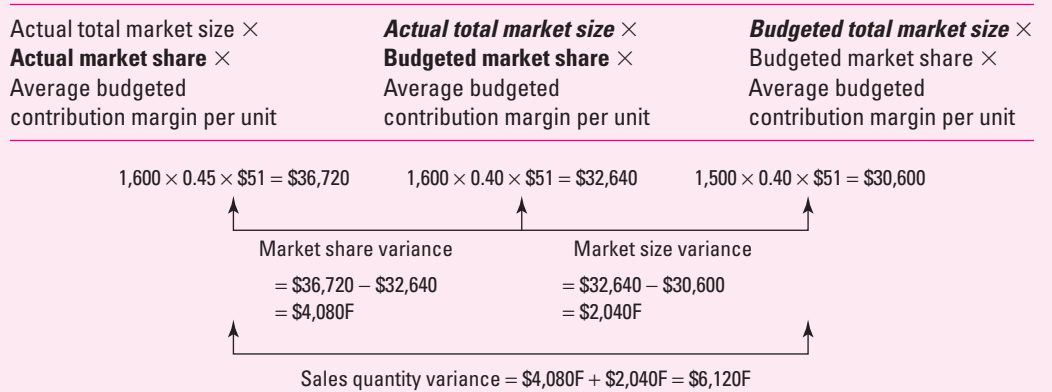 Actual total market size ×
Actual market share ×
Average budgeted
contribution margin per unit
Actual total market size ×
Budgeted market share ×
Average budgeted
contribution margin per unit
Budgeted total market size ×
Budgeted market share ×
Average budgeted
contribution margin per unit
1,600 × 0.45 × $51 = $36,720
1,600 × 0.40 × $51 = $32,640
1,500 × 0.40 × $51 = $30,600
Market share variance
= $36,720 – $32,640
= $4,080F
Market size variance
= $32,640 – $30,600
= $2,040F
Sales quantity variance = $4,080F + $2,040F = $6,120F